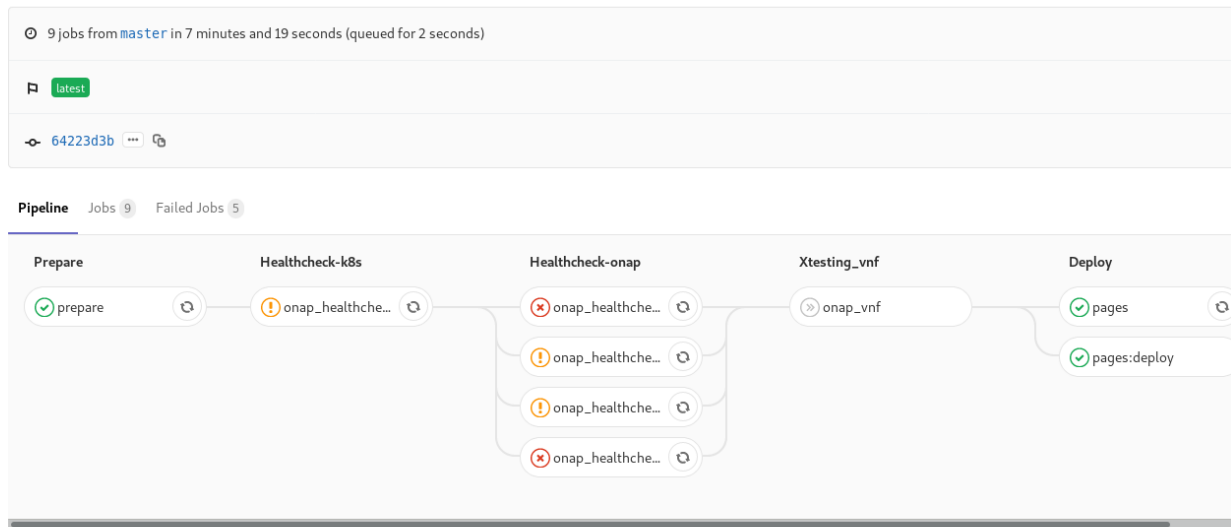 9 jobs from master in 7 minutes and 19 seconds (queued for 2 seconds)
latest
64223d3b ...
Pipeline Jobs 9 Failed Jobs 5
Prepare Healthcheck-k8s Healthcheck-onap Xtesting_vnf Deploy
prepare onap_healthche... onap_healthche... onap_vnf pages
onap_healthche... pages:deploy
onap_healthche...
onap_healthche...